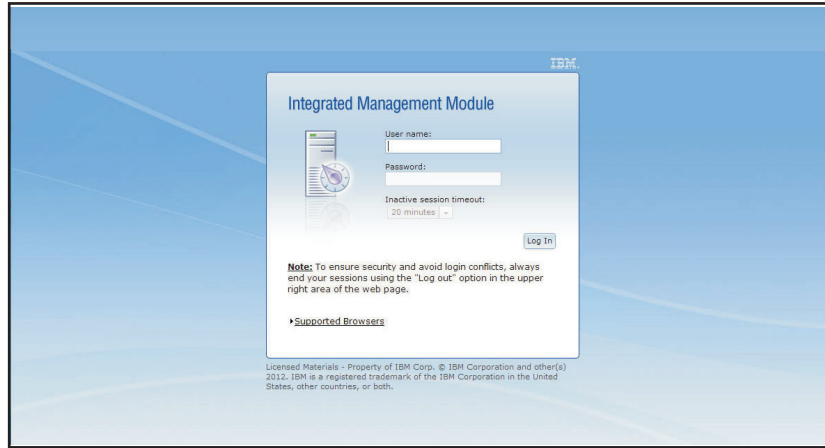 IBM.
Integrated Management Module
User name:
Password:
Inactive session timeout:
20 minutes
Log In
Note: To ensure security and avoid login conflicts, always
end your sessions using the "Log out" option in the upper
right area of the web page.
Supported Browsers
Licensed Materials - Property of IBM Corp. © IBM Corporation and other(s)
2012. IBM is a registered trademark of the IBM Corporation in the United
States, other countries, or both.